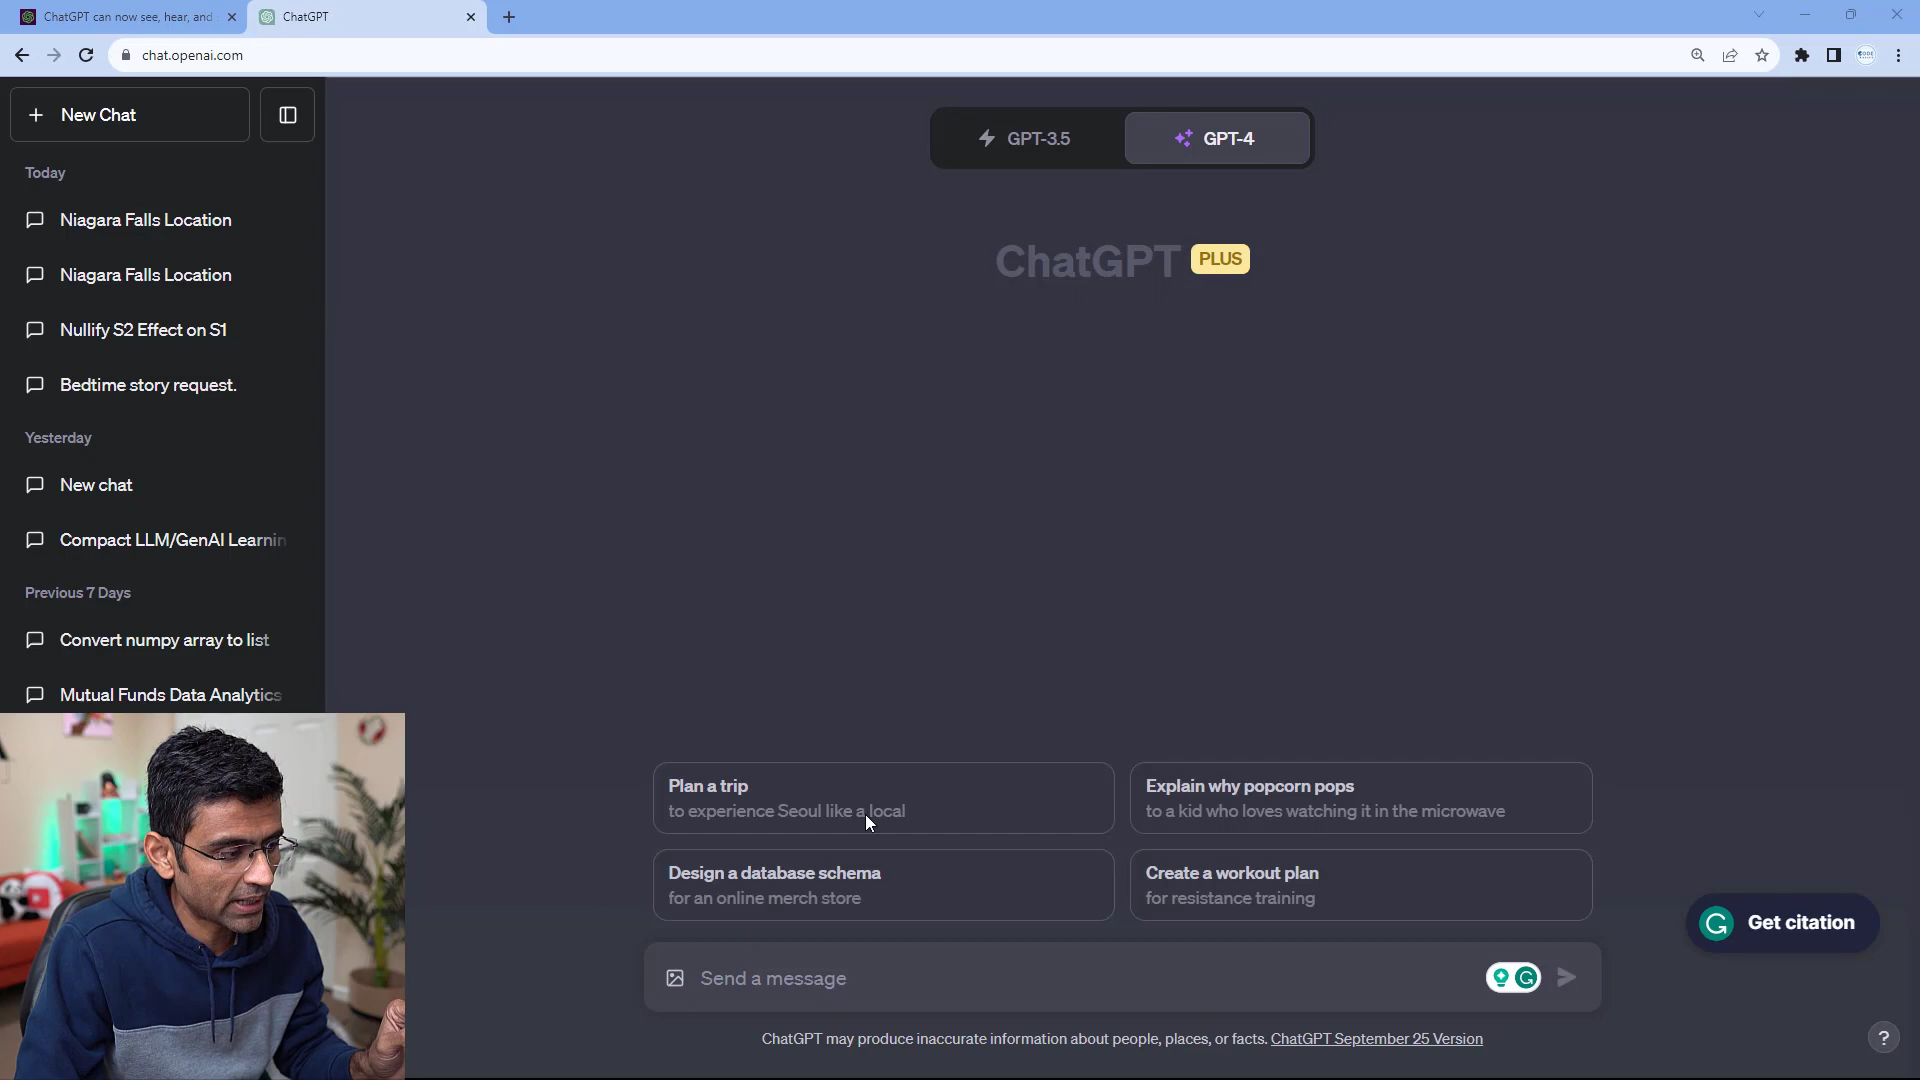 ChatGPT can now see, hear, and
ChatGPT
chat.openai.com
New Chat
GPT-3.5
GPT-4
Today
Niagara Falls Location
Niagara Falls Location
Nullify S2 Effect on S1
Bedtime story request.
Yesterday
New chat
Compact LLM/GenAI Learnin
Previous 7 Days
Convert numpy array to list
Mutual Funds Data Analytics
ChatGPT PLUS
Plan a trip
to experience Seoul like a local
Explain why popcorn pops
to a kid who loves watching it in the microwave
Design a database schema
for an online merch store
Create a workout plan
for resistance training
Get citation
Send a message
ChatGPT may produce inaccurate information about people, places, or facts. ChatGPT September 25 Version
?